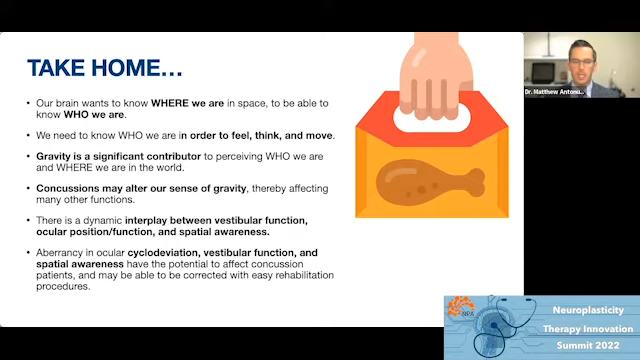 TAKE HOME…
• Our brain wants to know WHERE we are in space, to be able to
know WHO we are.
• We need to know WHO we are in order to feel, think, and move.
• Gravity is a significant contributor to perceiving WHO we are
and WHERE we are in the world.
• Concussions may alter our sense of gravity, thereby affecting
many other functions.
• There is a dynamic interplay between vestibular function,
ocular position/function, and spatial awareness.
• Aberrancy in ocular cyclodeviation, vestibular function, and
spatial awareness have the potential to affect concussion
patients, and may be able to be corrected with easy rehabilitation
procedures.
Dr. Matthew
Neuroplasticity
Therapy Innovation
Summit 2022